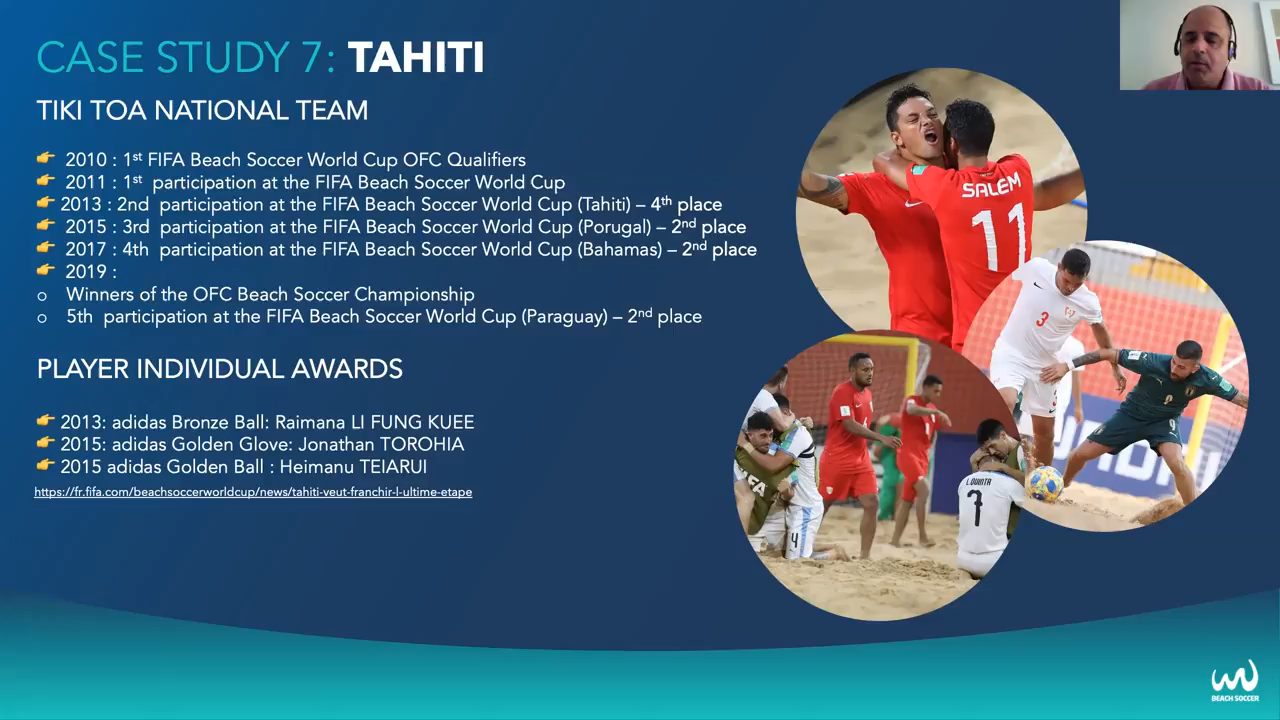 CASE STUDY 7: TAHITI
TIKI TOA NATIONAL TEAM
2010 : 1st FIFA Beach Soccer World Cup OFC Qualifiers
2011 : 1st participation at the FIFA Beach Soccer World Cup
2013 : 2nd participation at the FIFA Beach Soccer World Cup (Tahiti) – 4th place
2015 : 3rd participation at the FIFA Beach Soccer World Cup (Porugal) – 2nd place
2017 : 4th participation at the FIFA Beach Soccer World Cup (Bahamas) – 2nd place
2019 :
Winners of the OFC Beach Soccer Championship
5th participation at the FIFA Beach Soccer World Cup (Paraguay) – 2nd place
PLAYER INDIVIDUAL AWARDS
2013: adidas Bronze Ball: Raimana LI FUNG KUEE
2015: adidas Golden Glove: Jonathan TOROHIA
2015 adidas Golden Ball : Heimanu TEIARUI
https://fr.fifa.com/beachsoccerworldcup/news/tahiti-veut-franchir-l-ultime-etape
SALEM
11
3
9
FIFA
4
7
BEACH SOCCER